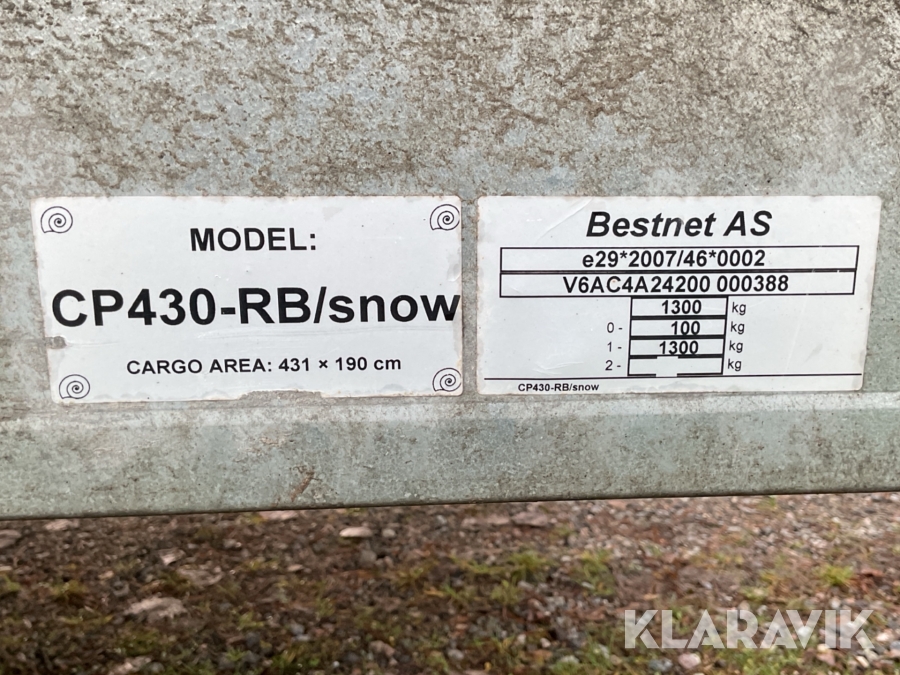 MODEL:
CP430-RB/snow
CARGO AREA: 431 × 190 cm
Bestnet AS
e29*2007/46*0002
V6AC4A24200 000388
1300 kg
0- 100 kg
1- 1300 kg
2- kg
CP430-RB/snow
KLARAVIK